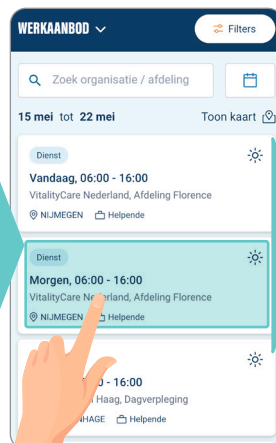 WERKAANBOD
Filters
Zoek organisatie / afdeling
15 mei tot 22 mei Toon kaart
Dienst
Vandaag, 06:00 - 16:00
VitalityCare Nederland, Afdeling Florence
NIJMEGEN Helpende
Dienst
Morgen, 06:00 - 16:00
VitalityCare Nederland, Afdeling Florence
NIJMEGEN Helpende
- 16:00
Haag, Dagverpleging
Helpende